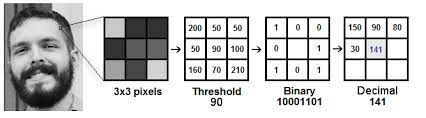 200 50 50
50 90 100
160 70 210
1 0 0
0 1
1 0 1
150 90 80
30 141
3x3 pixels
Threshold
90
Binary
10001101
Decimal
141